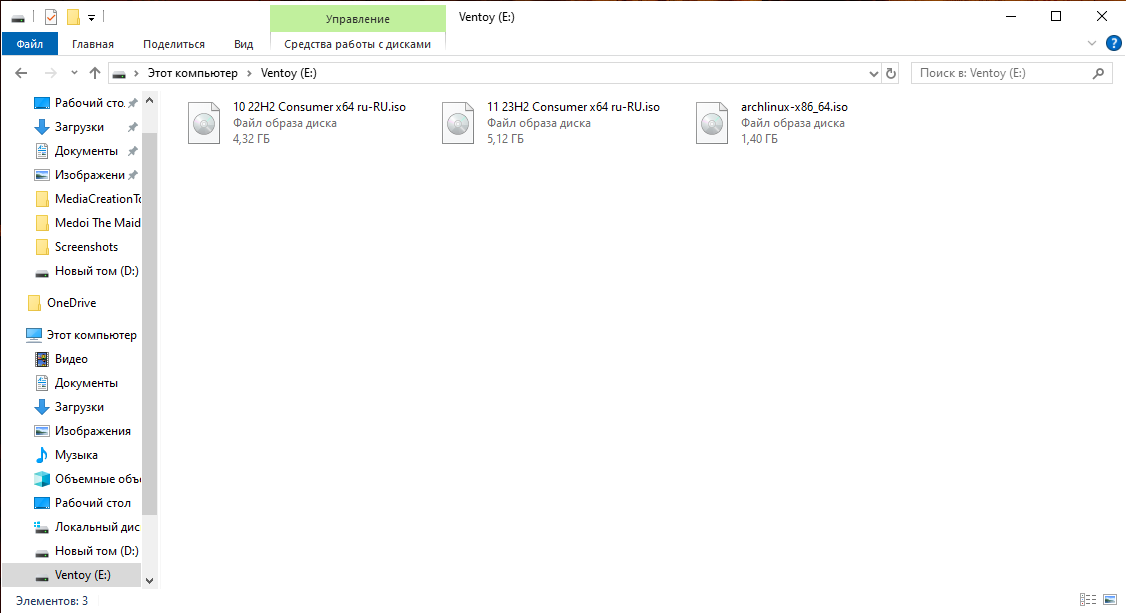 Управление
Ventoy (E:)
Файл
Главная
Поделиться
Вид
Средства работы с дисками
?
Этот компьютер > Ventoy (E:)
Поиск в: Ventoy (E:)
Рабочий сто.
Загрузки
Документы
Изображени
MediaCreationTo
Medoi The Maid
Screenshots
Новый том (D:)
OneDrive
Этот компьютер
Видео
Документы
Загрузки
Изображения
Музыка
Объемные объ
Рабочий стол
Локальный дис
Новый том (D:)
Ventoy (E:)
10 22H2 Consumer x64 ru-RU.iso
Файл образа диска
4,32 ГБ
11 23H2 Consumer x64 ru-RU.iso
Файл образа диска
5,12 ГБ
archlinux-x86_64.iso
Файл образа диска
1,40 ГБ
Элементов: 3